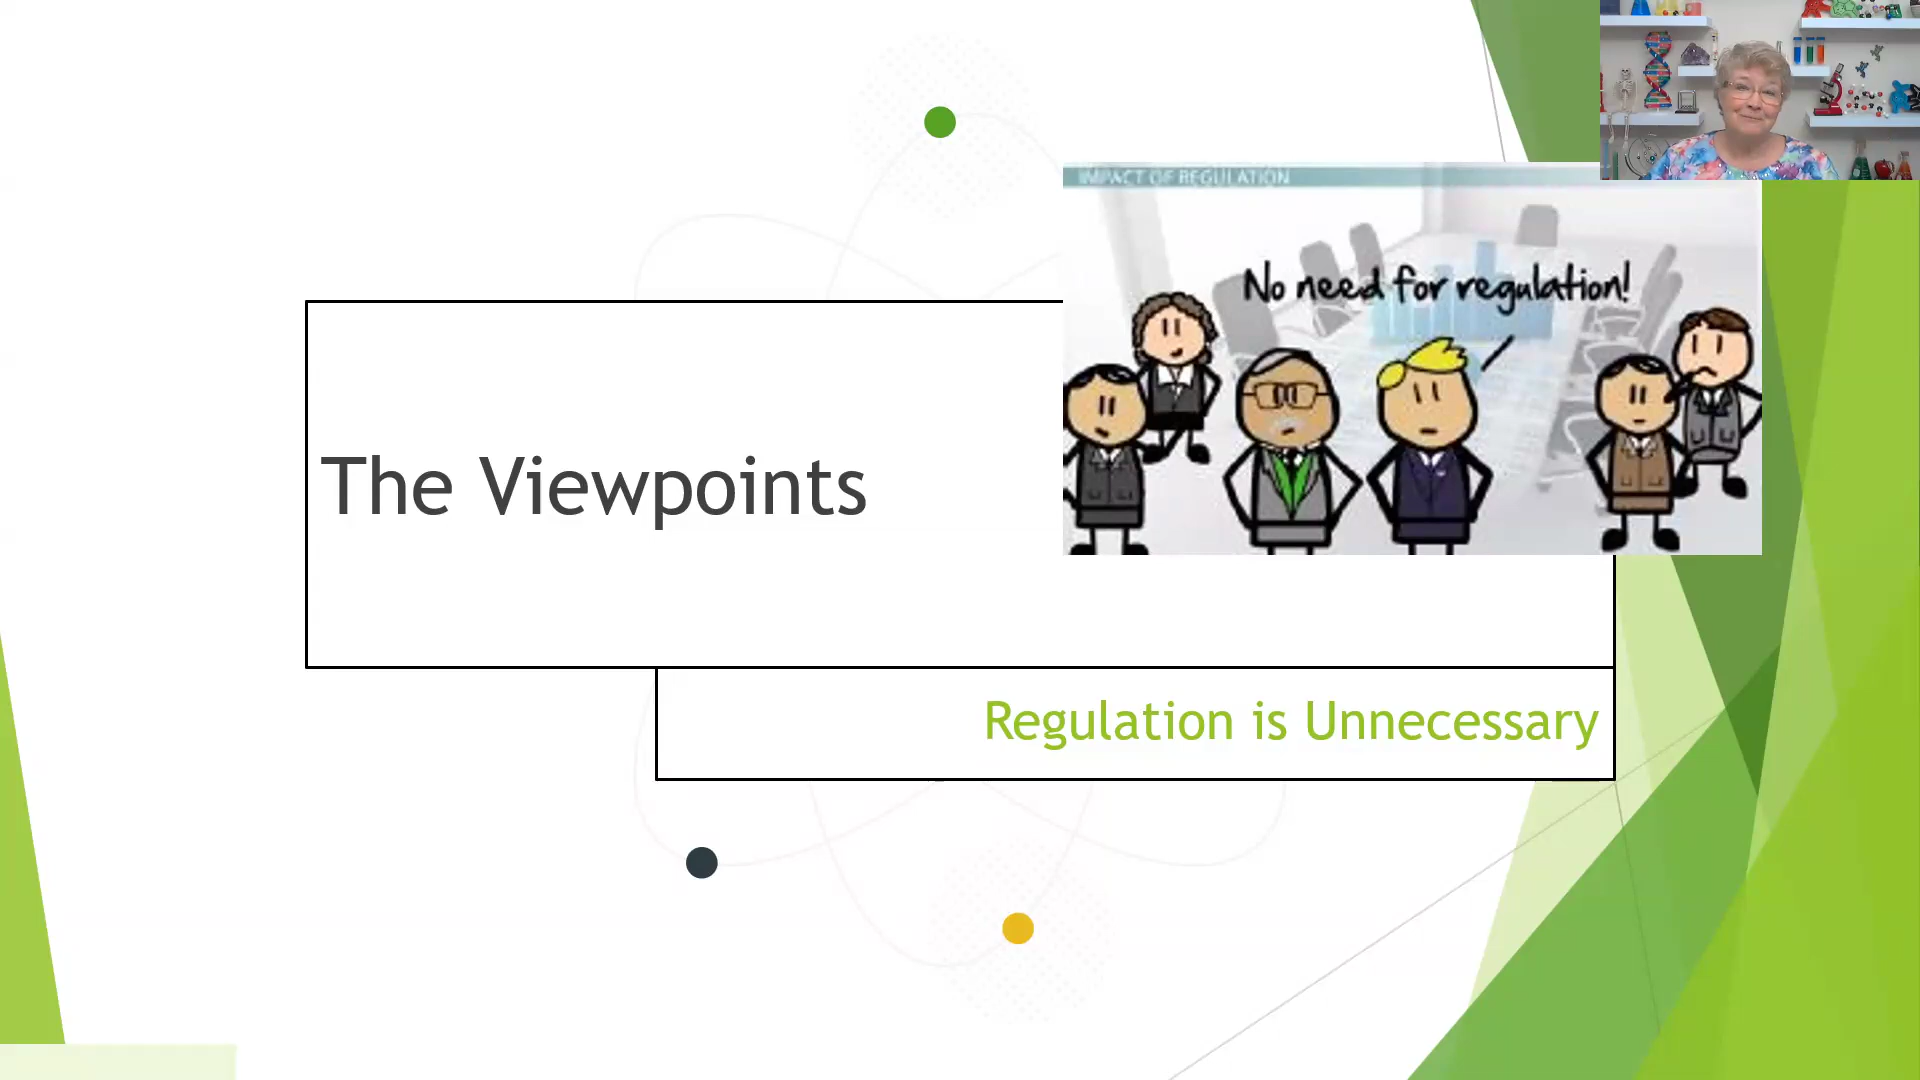 IMPACT OF REGULATION
No need for regulation!
The Viewpoints
Regulation is Unnecessary